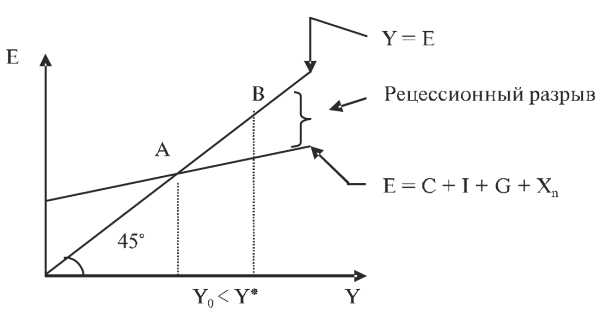 E
Y = E
B
Рецессионный разрыв
A
E = C + I + G + Xₙ
45°
Y₀ < Y*
Y